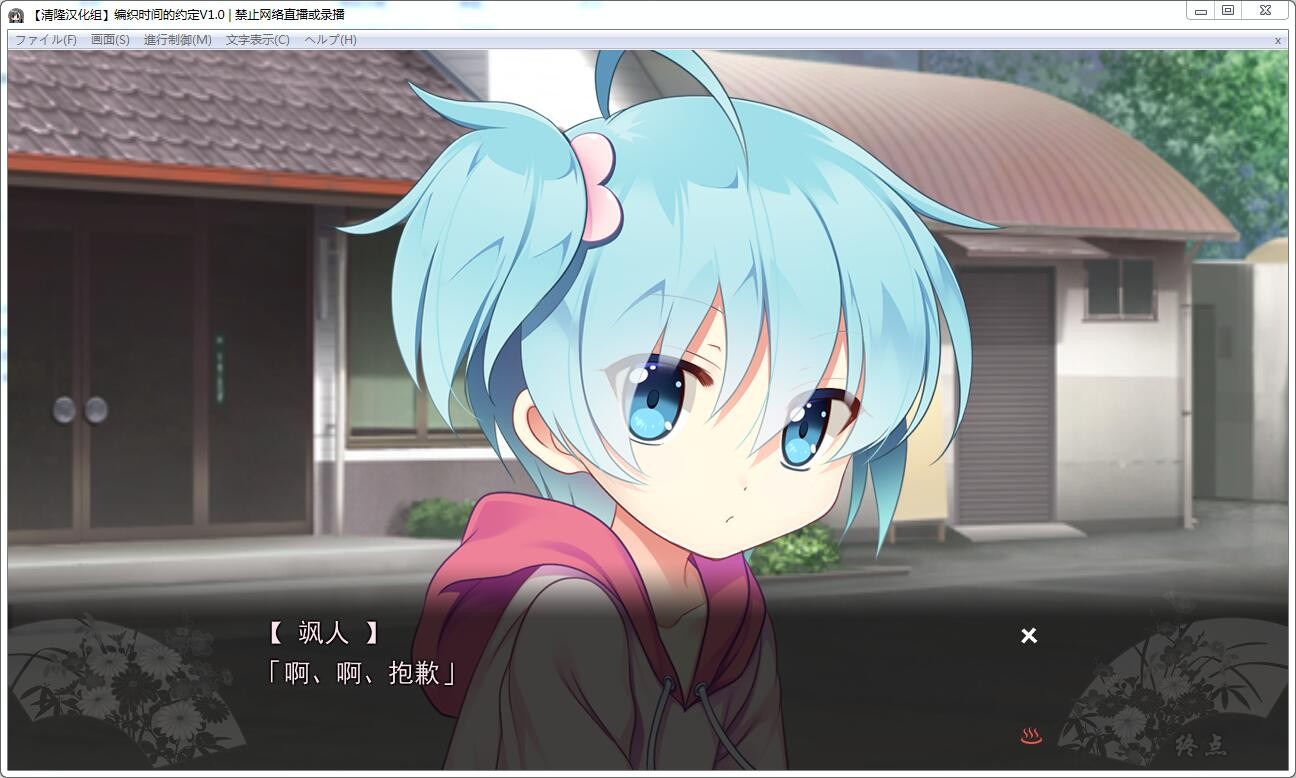 【清隆汉化组】编织时间的约定V1.0 | 禁止网络直播或录播
ファイル(F) 画面(S) 進行制御(M) 文字表示(C) ヘルプ(H)
【 飒人 】
「啊、啊、抱歉」
终点